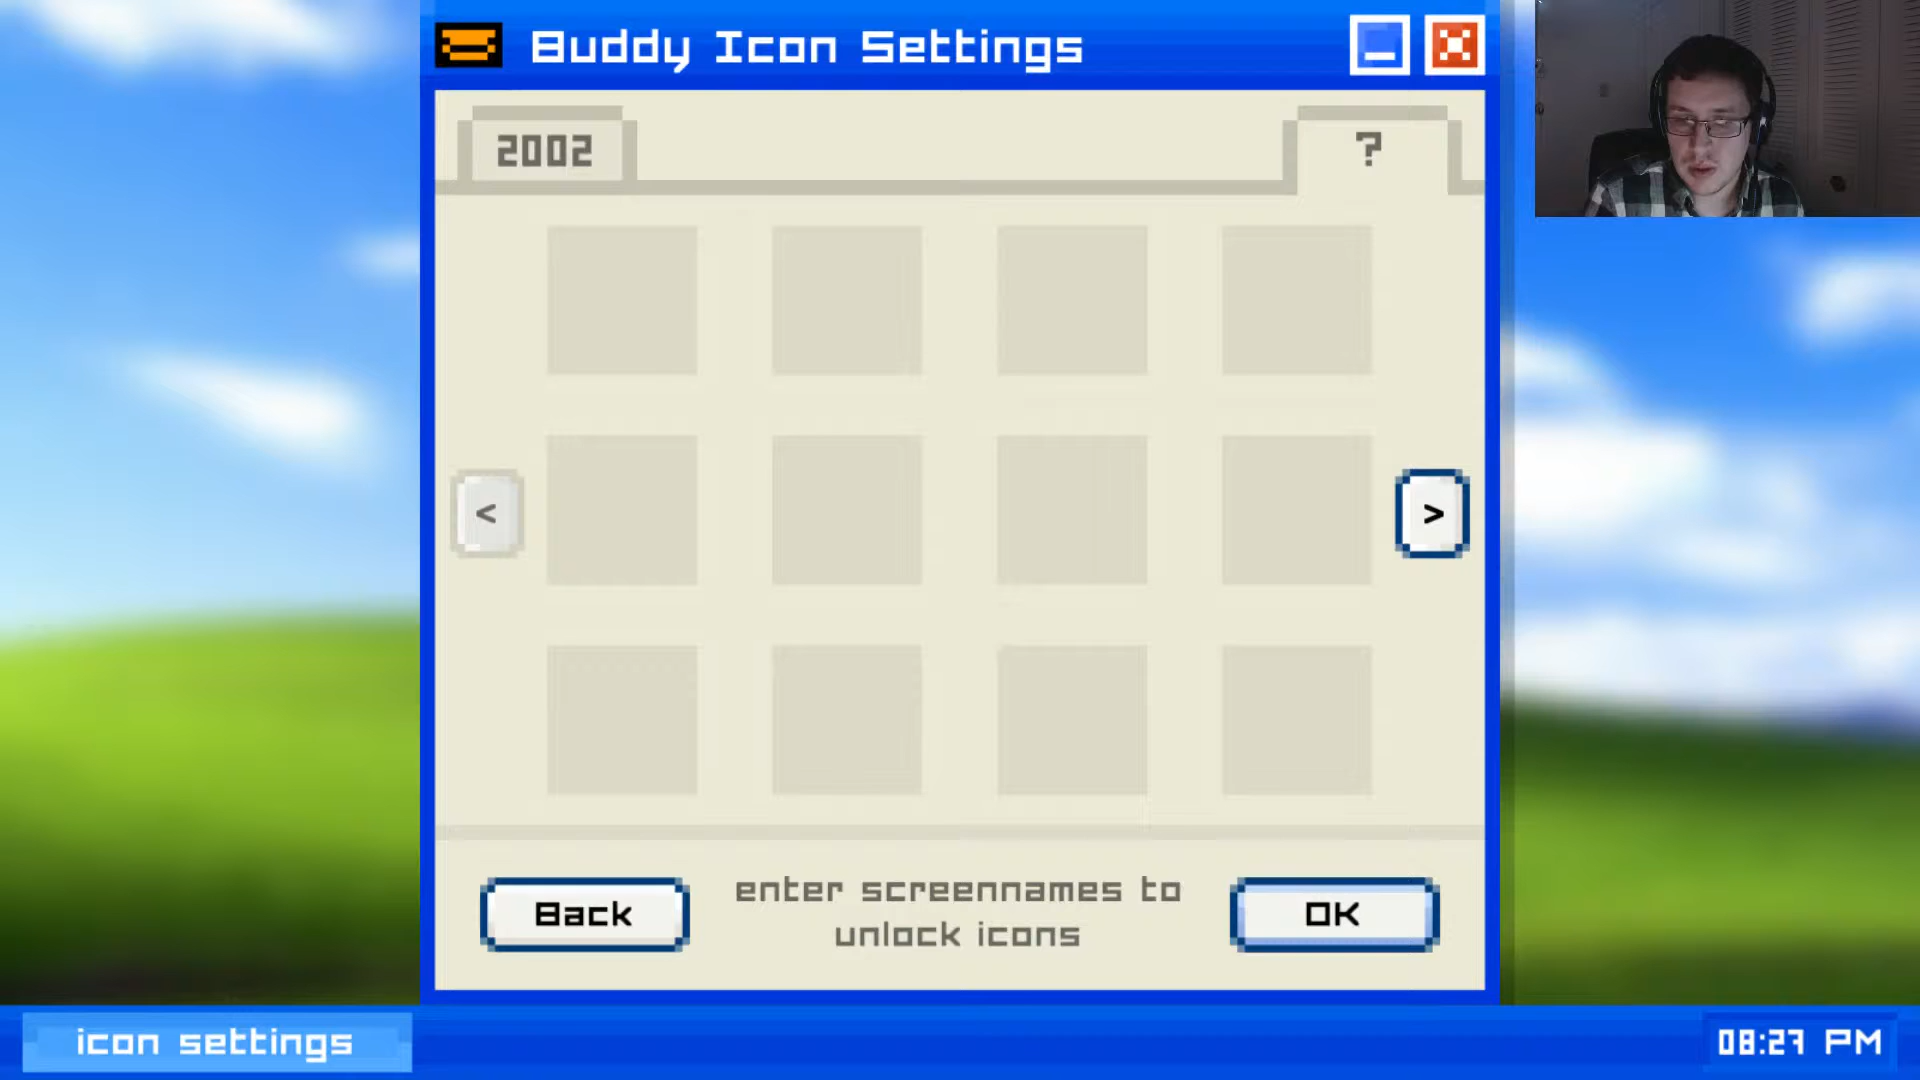 Buddy Icon Settings
2002
?
<
>
Back
enter screennames to
unlock icons
OK
icon settings
08:27 PM